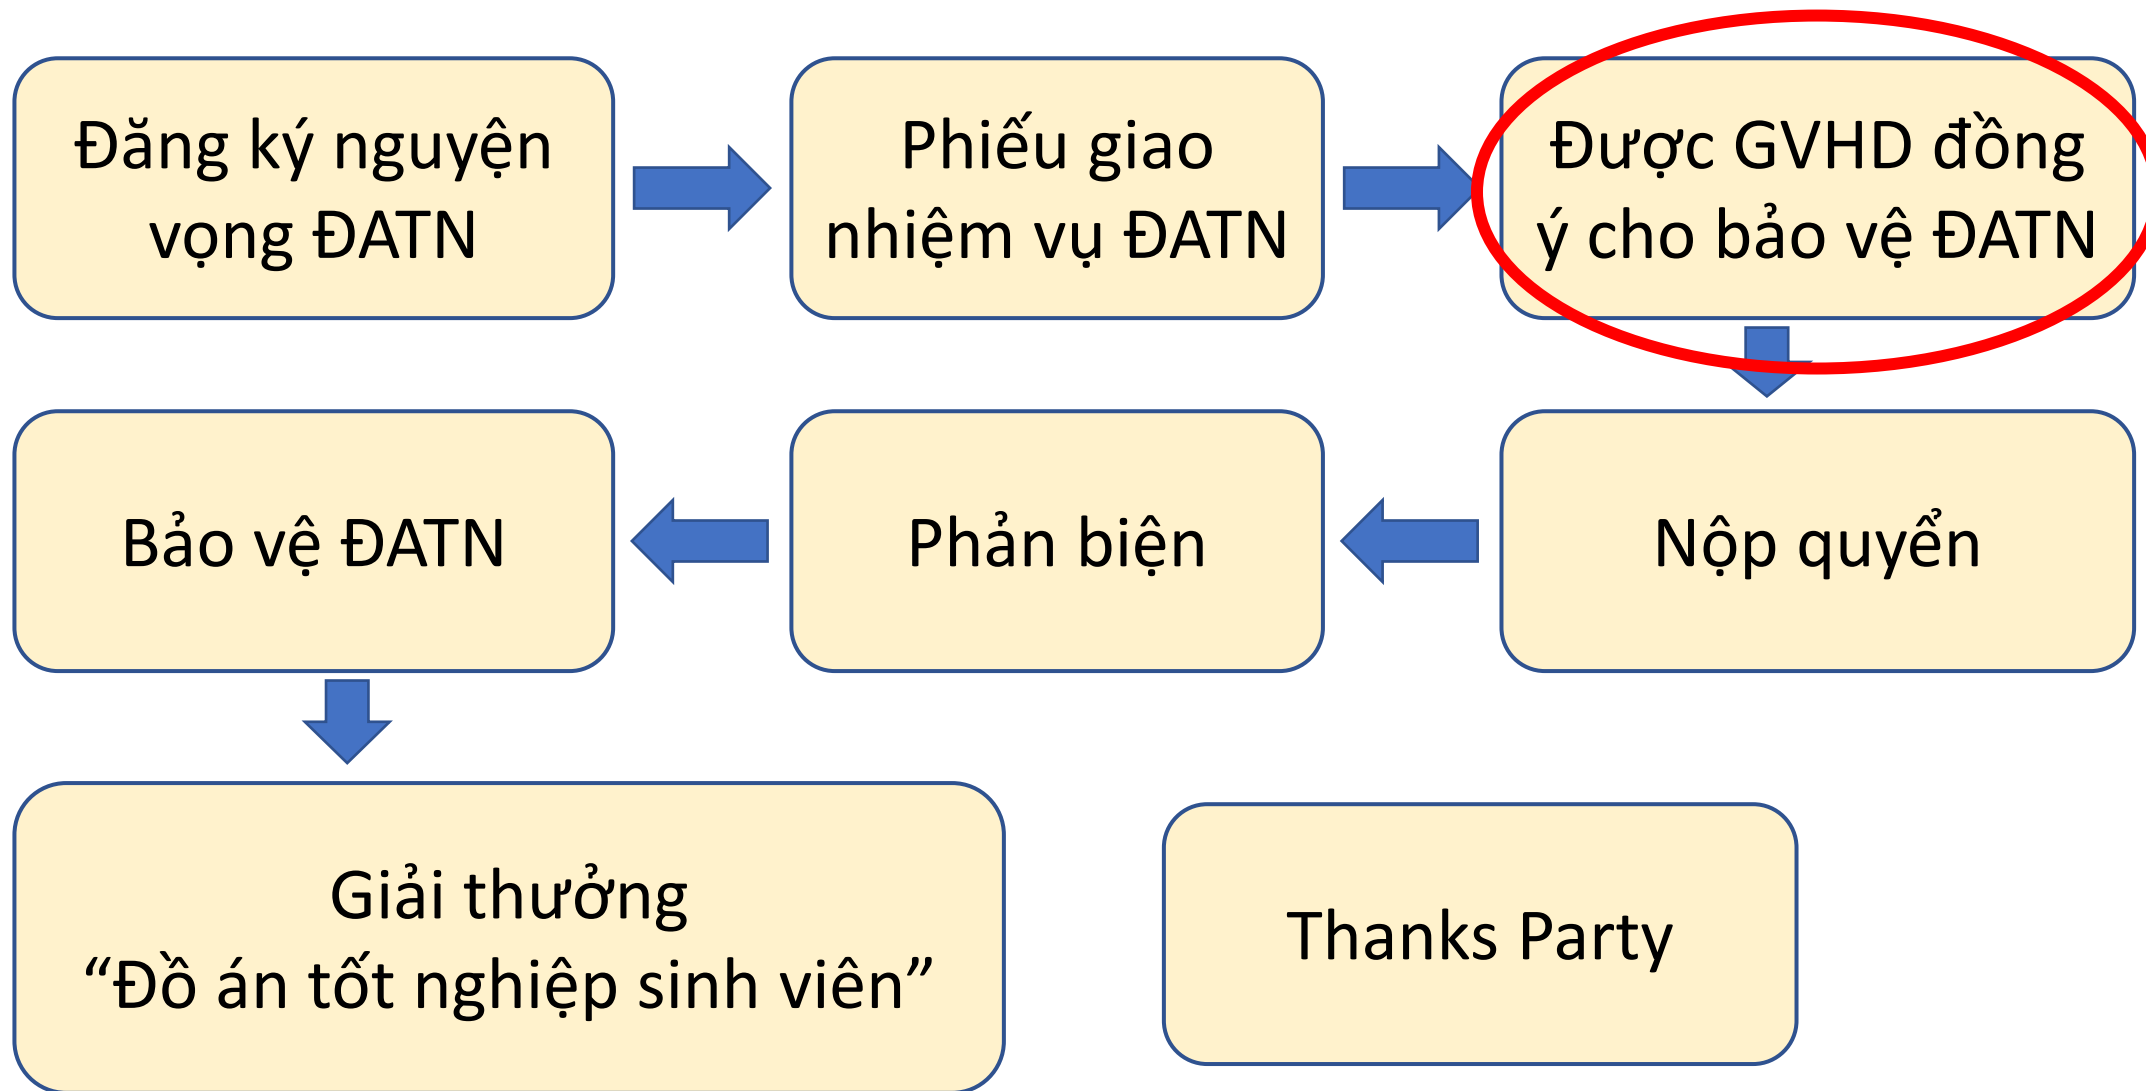 Đăng ký nguyện
vọng ĐATN
Phiếu giao
nhiệm vụ ĐATN
Được GVHD đồng
ý cho bảo vệ ĐATN
Nộp quyển
Phản biện
Bảo vệ ĐATN
Giải thưởng
“Đồ án tốt nghiệp sinh viên”
Thanks Party